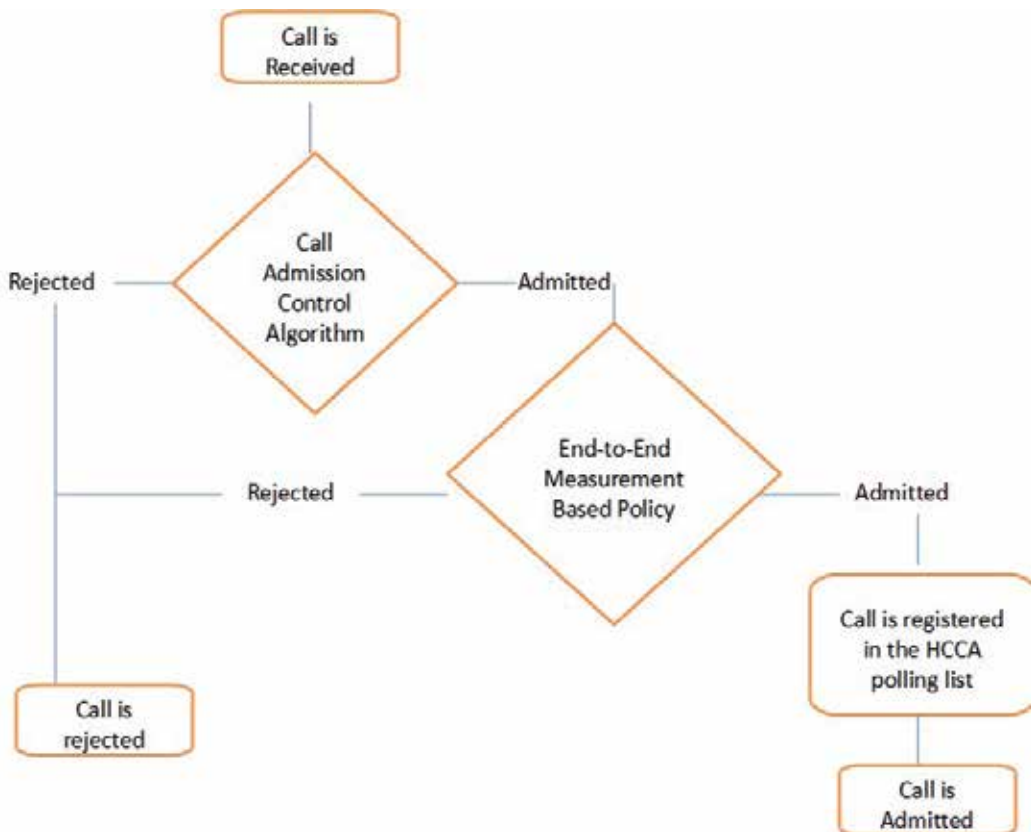 Call is
Received
Call
Admission
Control
Algorithm
Rejected
Admitted
End-to-End
Measurement
Based Policy
Rejected
Admitted
Call is registered
in the HCCA
polling list
Call is
rejected
Call is
Admitted